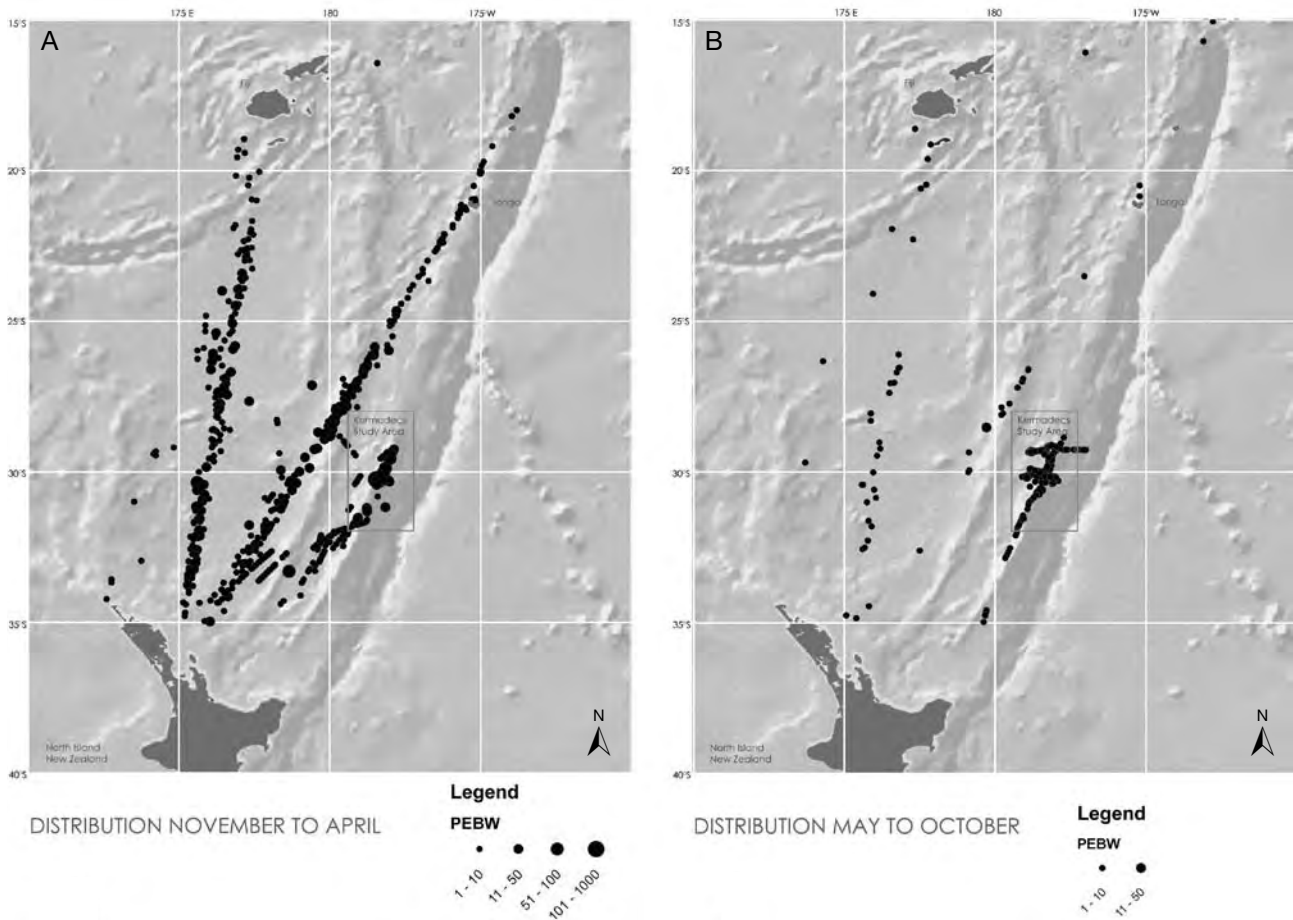 175°E 180 175°W
15°S
A
Fiji
20°S
Tonga
25°S
Kermadecs
Study Area
30°S
35°S
N
North Island
New Zealand
40°S
DISTRIBUTION NOVEMBER TO APRIL
Legend
PEBW
1 - 10
11 - 50
51 - 100
101 - 1000
175°E 180 175°W
15°S
B
Fiji
20°S
Tonga
25°S
Kermadecs
Study Area
30°S
35°S
N
North Island
New Zealand
40°S
DISTRIBUTION MAY TO OCTOBER
Legend
PEBW
1 - 10
11 - 50